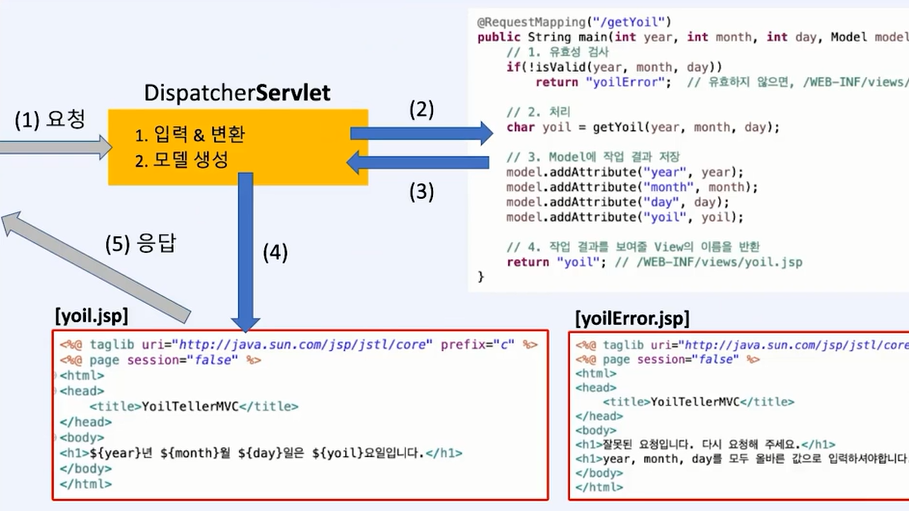 DispatcherServlet
(1) 요청
1. 입력 & 변환
2. 모델 생성
(2)
(3)
(4)
(5) 응답
@RequestMapping("/getYoil")
public String main(int year, int month, int day, Model model
// 1. 유효성 검사
if(!isValid(year, month, day))
return "yoilError"; // 유효하지 않으면, /WEB-INF/views/
// 2. 처리
char yoil = getYoil(year, month, day);
// 3. Model에 작업 결과 저장
model.addAttribute("year", year);
model.addAttribute("month", month);
model.addAttribute("day", day);
model.addAttribute("yoil", yoil);
// 4. 작업 결과를 보여줄 View의 이름을 반환
return "yoil"; // /WEB-INF/views/yoil.jsp
}
[yoil.jsp]
<%@ taglib uri="http://java.sun.com/jsp/jstl/core" prefix="c" %>
<%@ page session="false" %>
<html>
<head>
<title>YoilTellerMVC</title>
</head>
<body>
<h1>${year}년 ${month}월 ${day}일은 ${yoil}요일입니다.</h1>
</body>
</html>
[yoilError.jsp]
<%@ taglib uri="http://java.sun.com/jsp/jstl/core
<%@ page session="false" %>
<html>
<head>
<title>YoilTellerMVC</title>
</head>
<body>
<h1>잘못된 요청입니다. 다시 요청해 주세요.</h1>
<h1>year, month, day를 모두 올바른 값으로 입력하셔야합니다
</body>
</html>